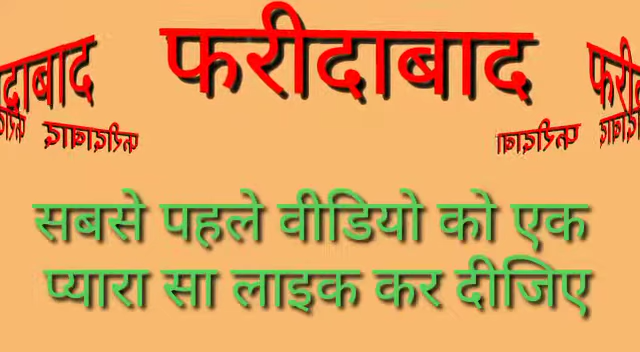 फरीदाबाद
सबसे पहले वीडियो को एक
प्यारा सा लाइक कर दीजिए